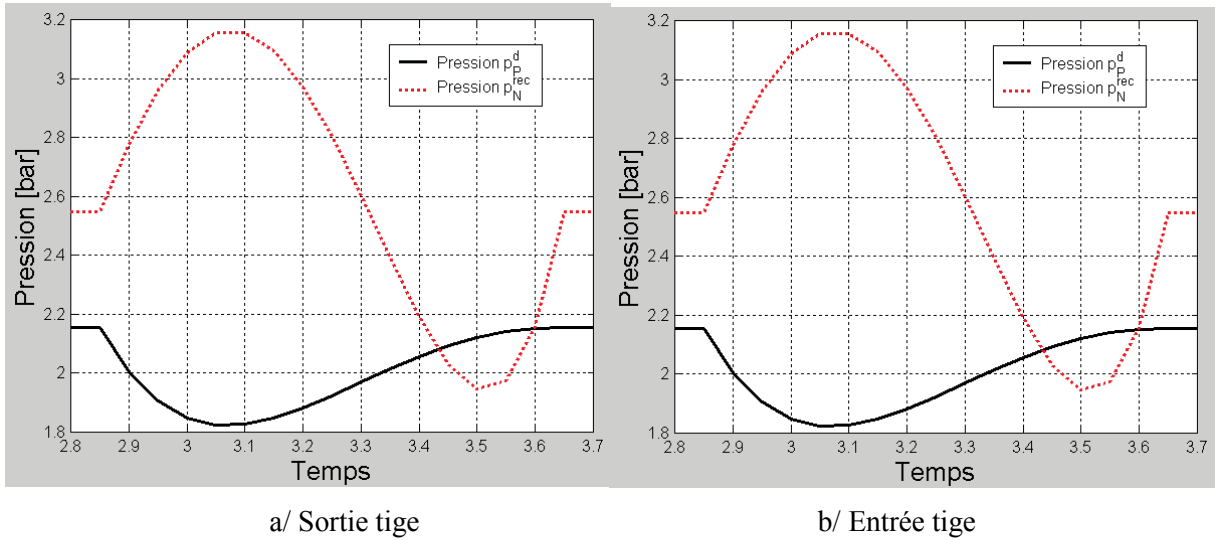 3.2
3
2.8
2.6
2.4
2.2
2
1.8
Pression [bar]
Pression p_P^d
Pression p_N^rec
2.8 2.9 3 3.1 3.2 3.3 3.4 3.5 3.6 3.7
Temps
a/ Sortie tige
3.2
3
2.8
2.6
2.4
2.2
2
1.8
Pression [bar]
Pression p_P^d
Pression p_N^rec
2.8 2.9 3 3.1 3.2 3.3 3.4 3.5 3.6 3.7
Temps
b/ Entrée tige